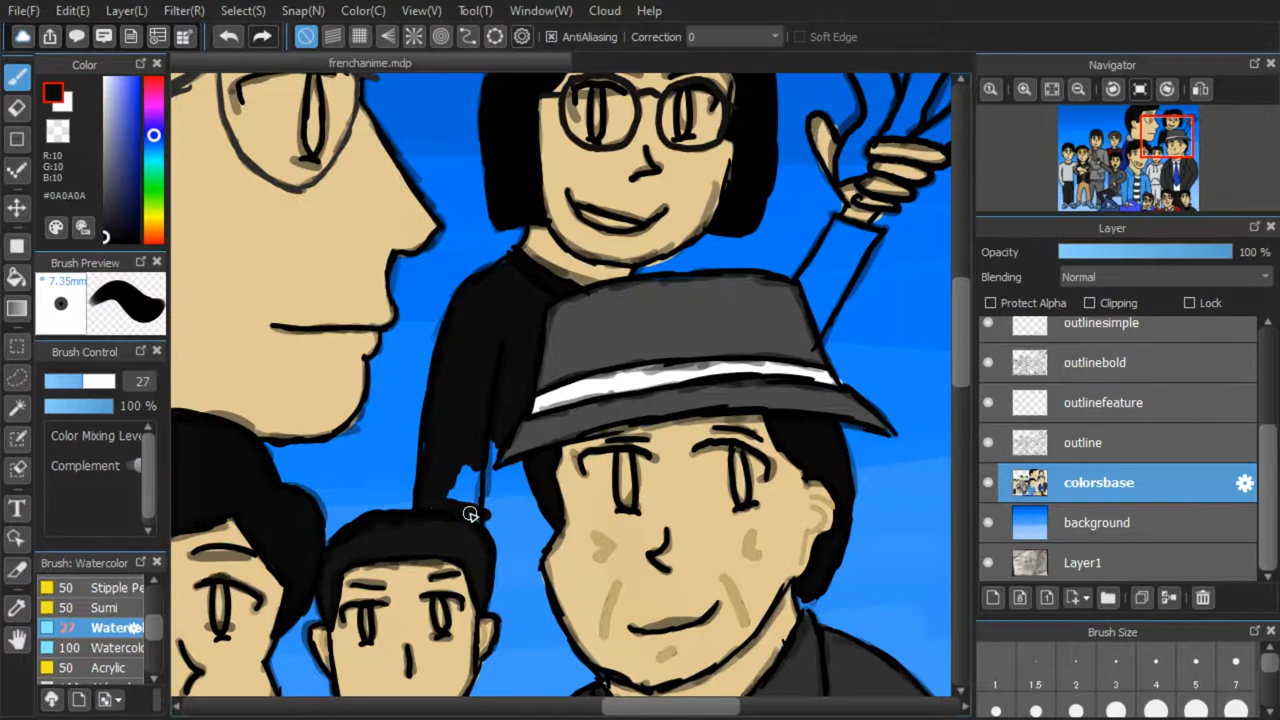 File(F) Edit(E) Layer(L) Filter(R) Select(S) Snap(N) Color(C) View(V) Tool(T) Window(W) Cloud Help
AntiAliasing Correction 0 Soft Edge
Color
frenchanime.mdp
Navigator
R:10
G:10
B:10
#0A0A0A
Brush Preview
* 7.35mm
Layer
Opacity 100 %
Blending Normal
Protect Alpha Clipping Lock
outlinesimple
outlinebold
outlinefeature
outline
colorsbase
background
Layer1
Brush Control
27
100 %
Color Mixing Leve
Complement
Brush: Watercolor
50 Stipple Pe
50 Sumi
27 Waterco
100 Watercolo
50 Acrylic
Brush Size
1 1.5 2 3 4 5 7